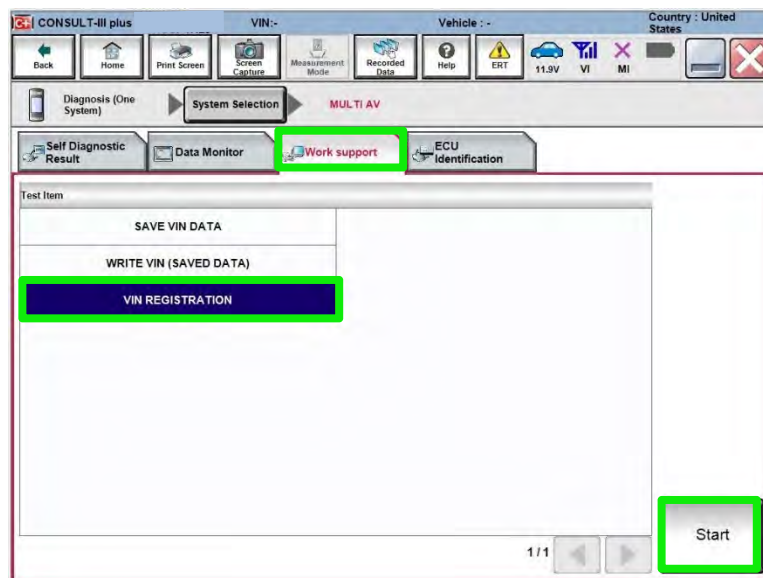 CONSULT-III plus VIN:- Vehicle : - Country : United States
Back
Home
Print Screen
Screen Capture
Measurement Mode
Recorded Data
Help
ERT
11.9V
VI
MI
Diagnosis (One System)
System Selection
MULTI AV
Self Diagnostic Result
Data Monitor
Work support
ECU Identification
Test Item
SAVE VIN DATA
WRITE VIN (SAVED DATA)
VIN REGISTRATION
1/1
Start